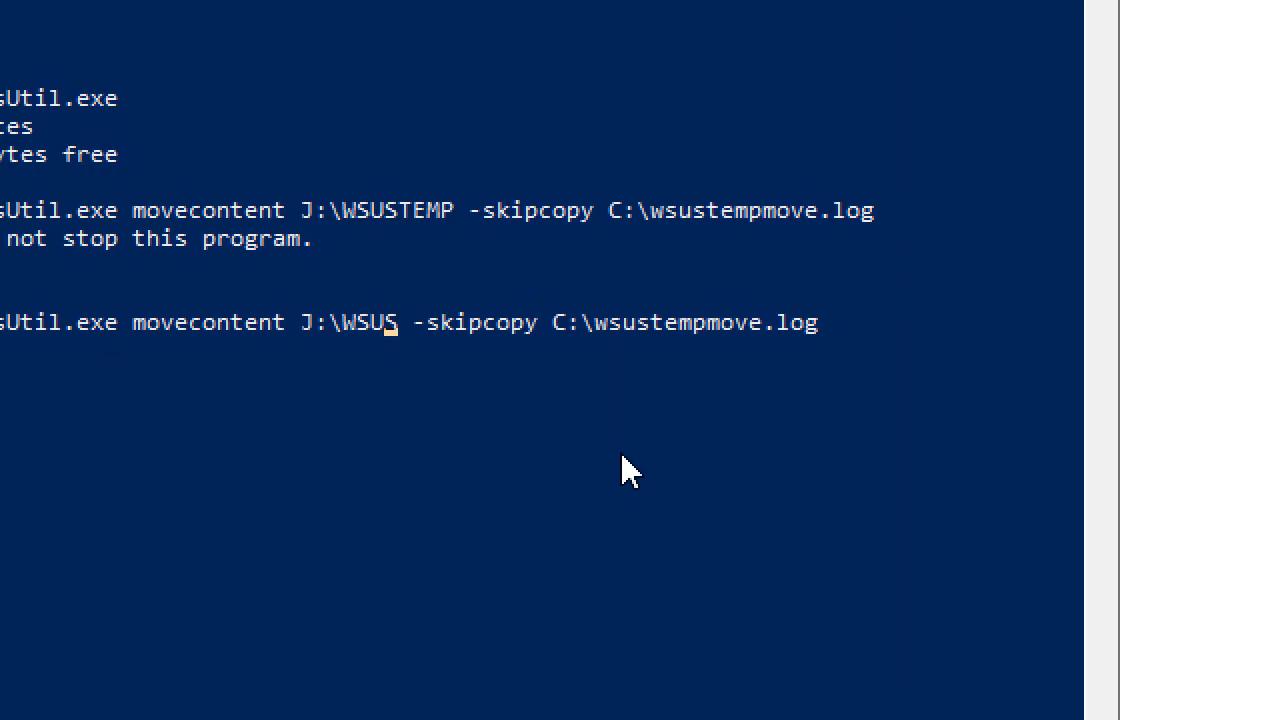 sUtil.exe
tes
ytes free
sUtil.exe movecontent J:\WSUSTEMP -skipcopy C:\wsustempmove.log
not stop this program.
sUtil.exe movecontent J:\WSUS -skipcopy C:\wsustempmove.log